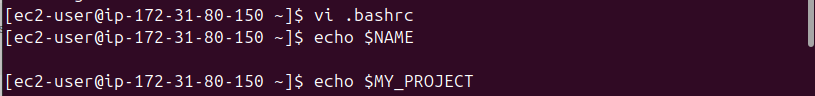 [ec2-user@ip-172-31-80-150 ~]$ vi .bashrc
[ec2-user@ip-172-31-80-150 ~]$ echo $NAME
[ec2-user@ip-172-31-80-150 ~]$ echo $MY_PROJECT